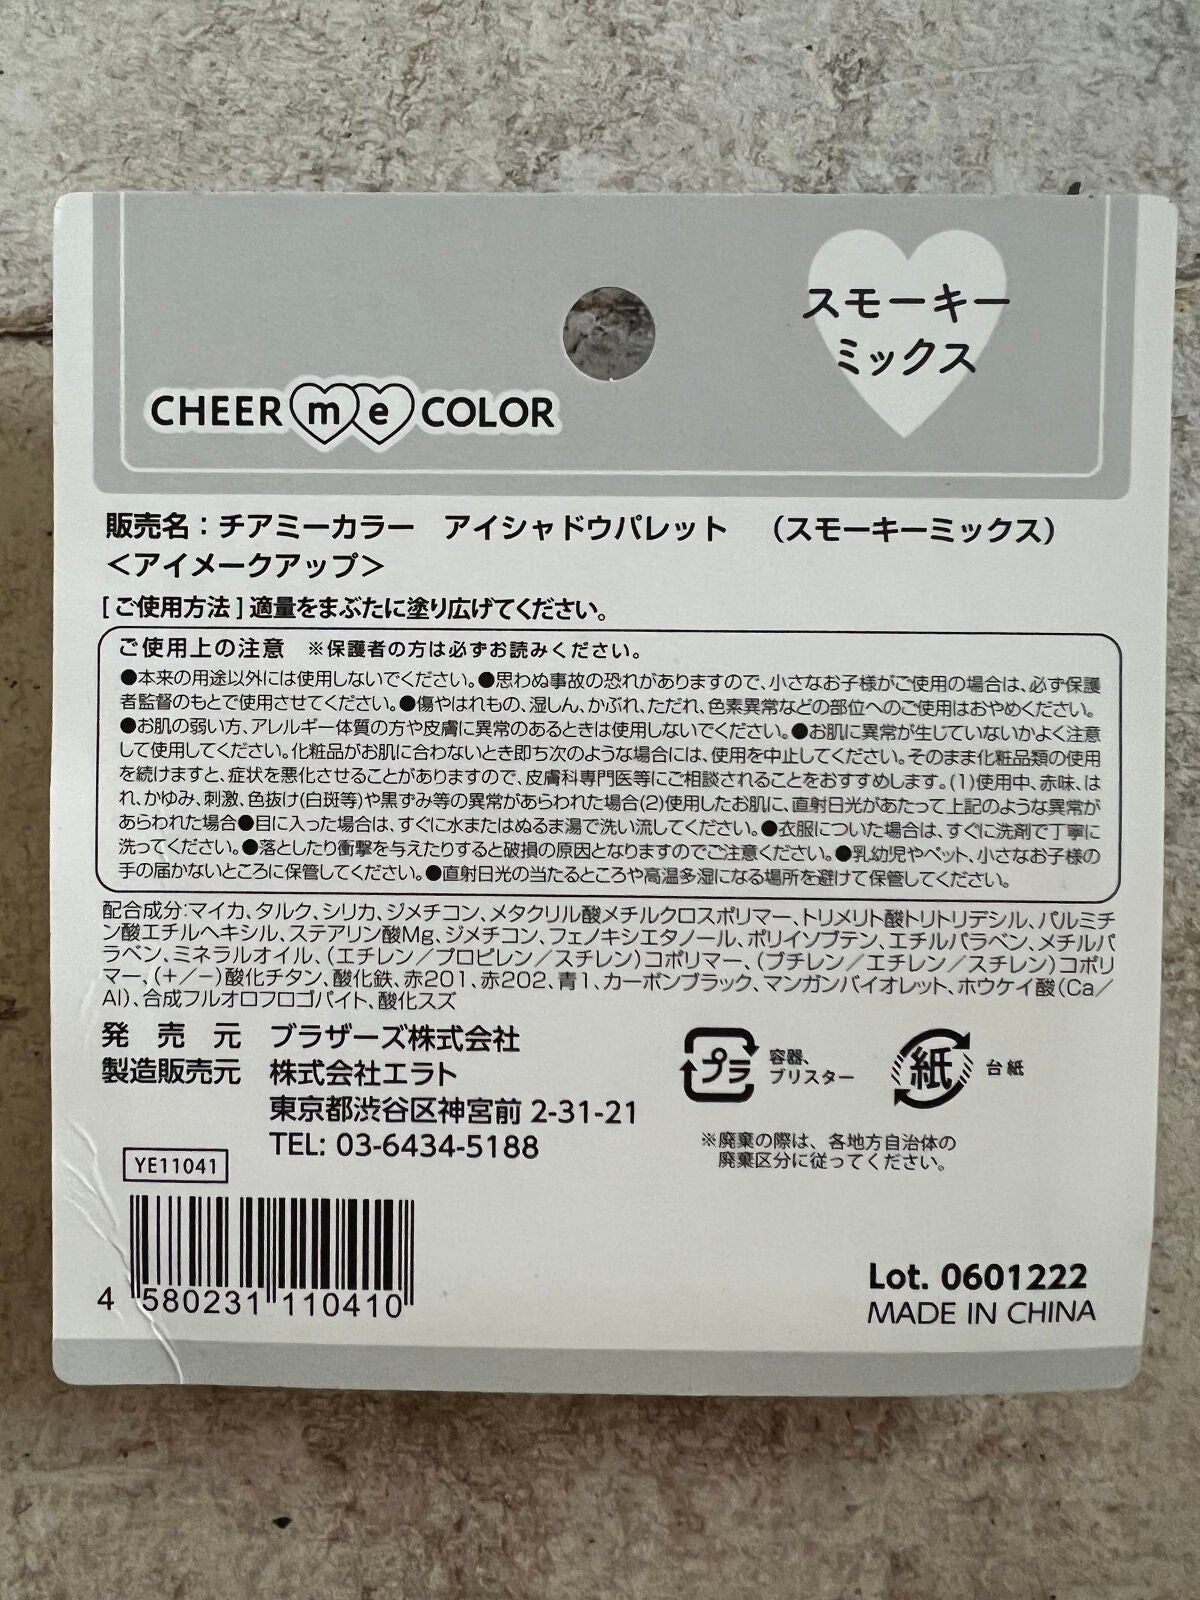 スモーキー
ミックス
CHEER me COLOR
販売名：チアミーカラー　アイシャドウパレット　（スモーキーミックス）
＜アイメークアップ＞
[ご使用方法]適量をまぶたに塗り広げてください。
ご使用上の注意　※保護者の方は必ずお読みください。
●本来の用途以外には使用しないでください。●思わぬ事故の恐れがありますので、小さなお子様がご使用の場合は、必ず保護
者監督のもとで使用させてください。●傷やはれもの、湿しん、かぶれ、ただれ、色素異常などの部位へのご使用はおやめください。
●お肌の弱い方、アレルギー体質の方や皮膚に異常のあるときは使用しないでください。●お肌に異常が生じていないかよく注意
して使用してください。化粧品がお肌に合わないとき即ち次のような場合には、使用を中止してください。そのまま化粧品類の使用
を続けますと、症状を悪化させることがありますので、皮膚科専門医等にご相談されることをおすすめします。(1)使用中、赤味、は
れ、かゆみ、刺激、色抜け(白斑等)や黒ずみ等の異常があらわれた場合(2)使用したお肌に、直射日光があたって上記のような異常が
あらわれた場合●目に入った場合は、すぐに水またはぬるま湯で洗い流してください。●衣服についた場合は、すぐに洗剤で丁寧に
洗ってください。●落としたり衝撃を与えたりすると破損の原因となりますのでご注意ください。●乳幼児やペット、小さなお子様の
手の届かないところに保管してください。●直射日光の当たるところや高温多湿になる場所を避けて保管してください。
配合成分:マイカ、タルク、シリカ、ジメチコン、メタクリル酸メチルクロスポリマー、トリメリト酸トリトリデシル、パルミチ
ン酸エチルヘキシル、ステアリン酸Mg、ジメチコン、フェノキシエタノール、ポリイソブテン、エチルパラベン、メチルパ
ラベン、ミネラルオイル、（エチレン／プロピレン／スチレン）コポリマー、（ブチレン／エチレン／スチレン）コポリ
マー、（＋／−）酸化チタン、酸化鉄、赤201、赤202、青1、カーボンブラック、マンガンバイオレット、ホウケイ酸（Ca／
Al）、合成フルオロフロゴパイト、酸化スズ
発売元　ブラザーズ株式会社
製造販売元　株式会社エラト
東京都渋谷区神宮前 2-31-21
TEL: 03-6434-5188
プラ
容器、
ブリスター
紙
台紙
※廃棄の際は、各地方自治体の
廃棄区分に従ってください。
YE11041
4 580231 110410
Lot. 0601222
MADE IN CHINA